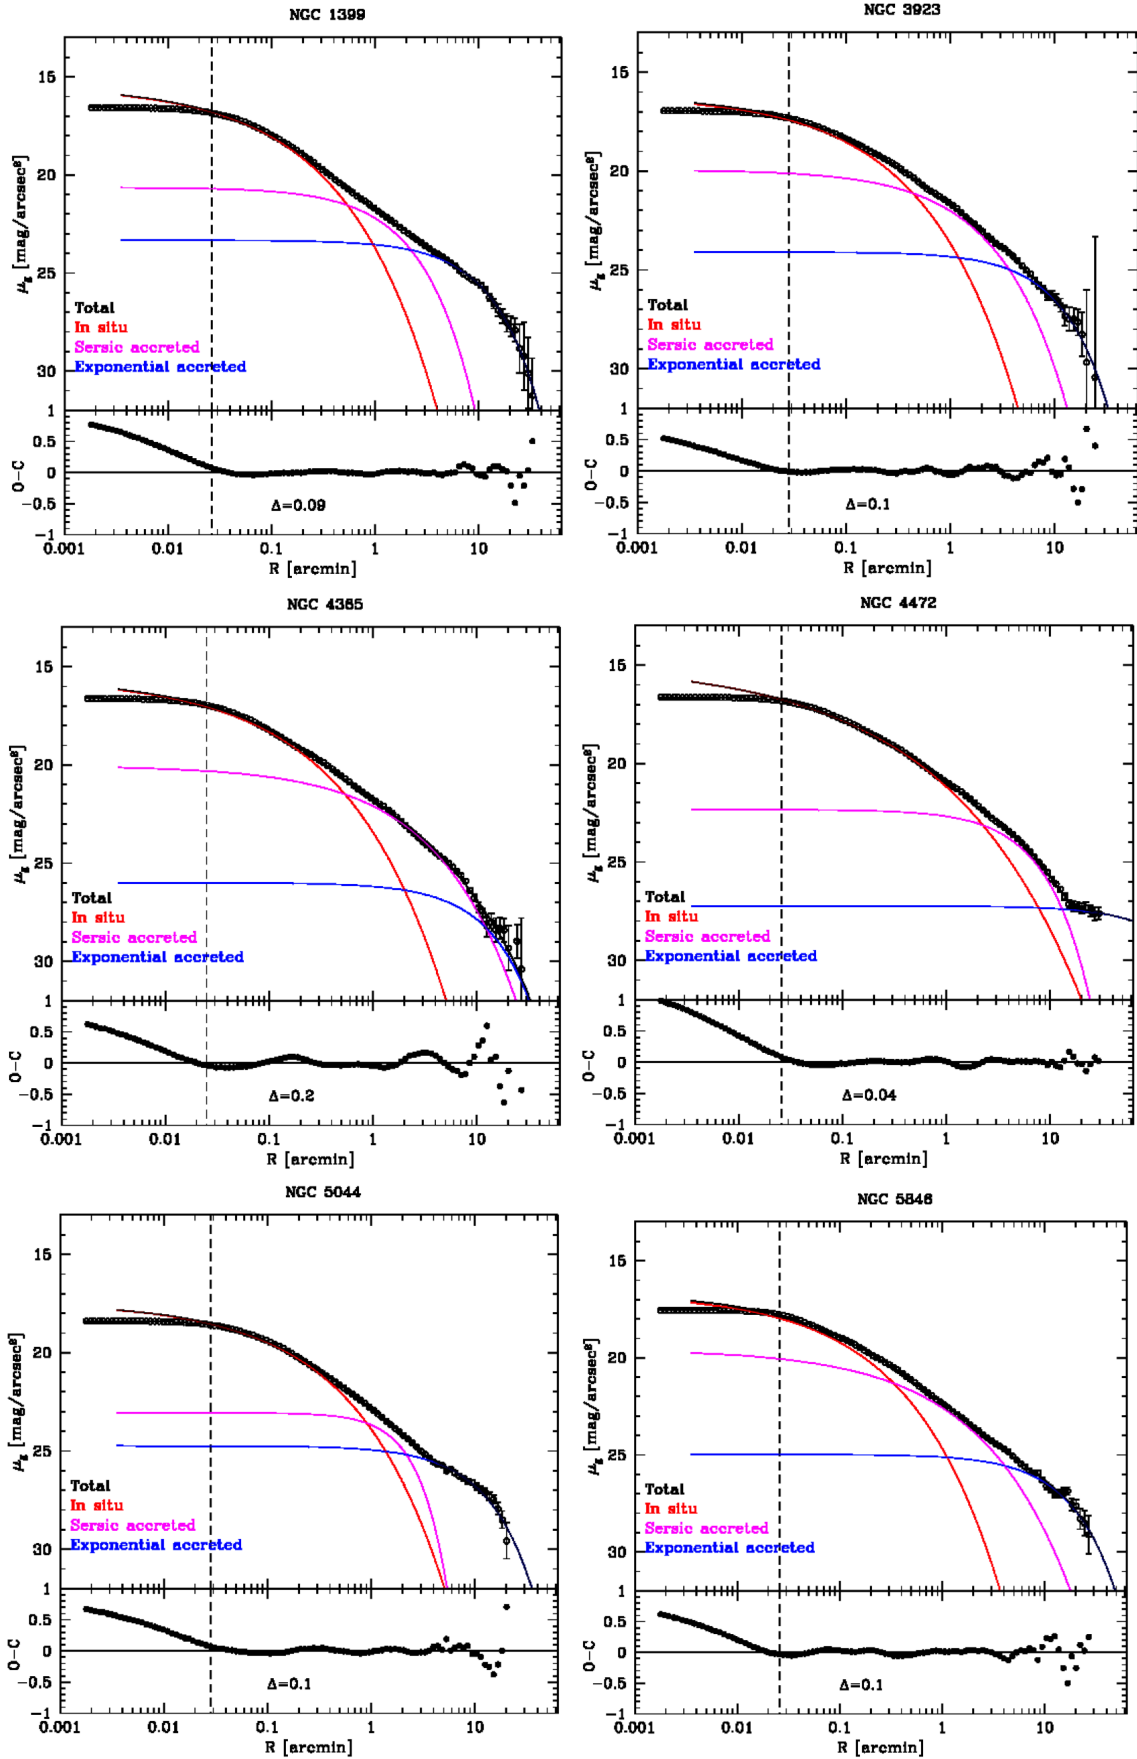 NGC 1399
15
20
25
30
μg [mag/arcsec²]
Total
In situ
Sersic accreted
Exponential accreted
1
0.5
0
−0.5
−1
O−C
Δ=0.09
0.001 0.01 0.1 1 10
R [arcmin]
NGC 3923
15
20
25
30
μg [mag/arcsec²]
Total
In situ
Sersic accreted
Exponential accreted
1
0.5
0
−0.5
−1
O−C
Δ=0.1
0.001 0.01 0.1 1 10
R [arcmin]
NGC 4365
15
20
25
30
μg [mag/arcsec²]
Total
In situ
Sersic accreted
Exponential accreted
1
0.5
0
−0.5
−1
O−C
Δ=0.2
0.001 0.01 0.1 1 10
R [arcmin]
NGC 4472
15
20
25
30
μg [mag/arcsec²]
Total
In situ
Sersic accreted
Exponential accreted
1
0.5
0
−0.5
−1
O−C
Δ=0.04
0.001 0.01 0.1 1 10
R [arcmin]
NGC 5044
15
20
25
30
μg [mag/arcsec²]
Total
In situ
Sersic accreted
Exponential accreted
1
0.5
0
−0.5
−1
O−C
Δ=0.1
0.001 0.01 0.1 1 10
R [arcmin]
NGC 5846
15
20
25
30
μg [mag/arcsec²]
Total
In situ
Sersic accreted
Exponential accreted
1
0.5
0
−0.5
−1
O−C
Δ=0.1
0.001 0.01 0.1 1 10
R [arcmin]